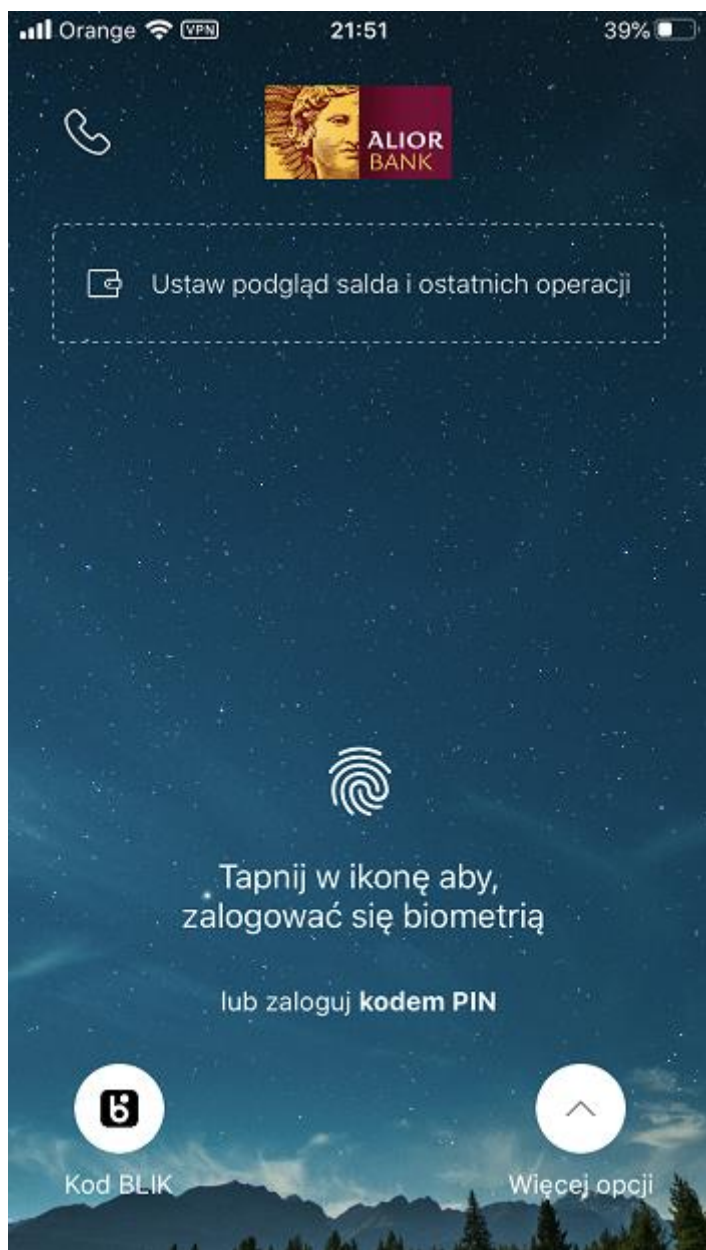 Orange VPN 21:51 39%
ALIOR
BANK
Ustaw podgląd salda i ostatnich operacji
Tapnij w ikonę aby,
zalogować się biometrią
lub zaloguj kodem PIN
Kod BLIK Więcej opcji